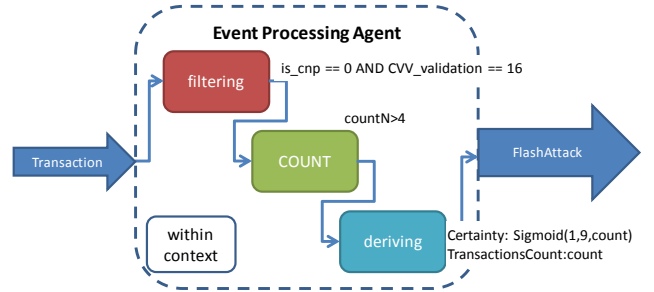 Event Processing Agent
is_cnp == 0 AND CVV_validation == 16
filtering
countN>4
Transaction
COUNT
FlashAttack
within
context
deriving
Certainty: Sigmoid(1,9,count)
TransactionsCount:count